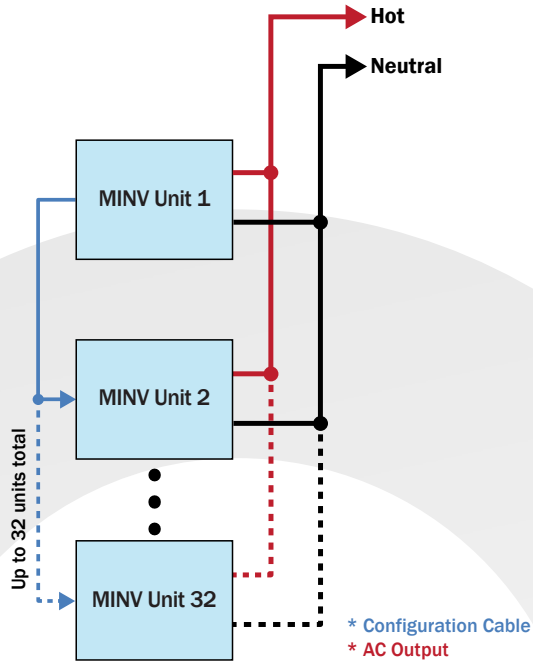 Hot
Neutral
MINV Unit 1
MINV Unit 2
Up to 32 units total
MINV Unit 32
* Configuration Cable
* AC Output